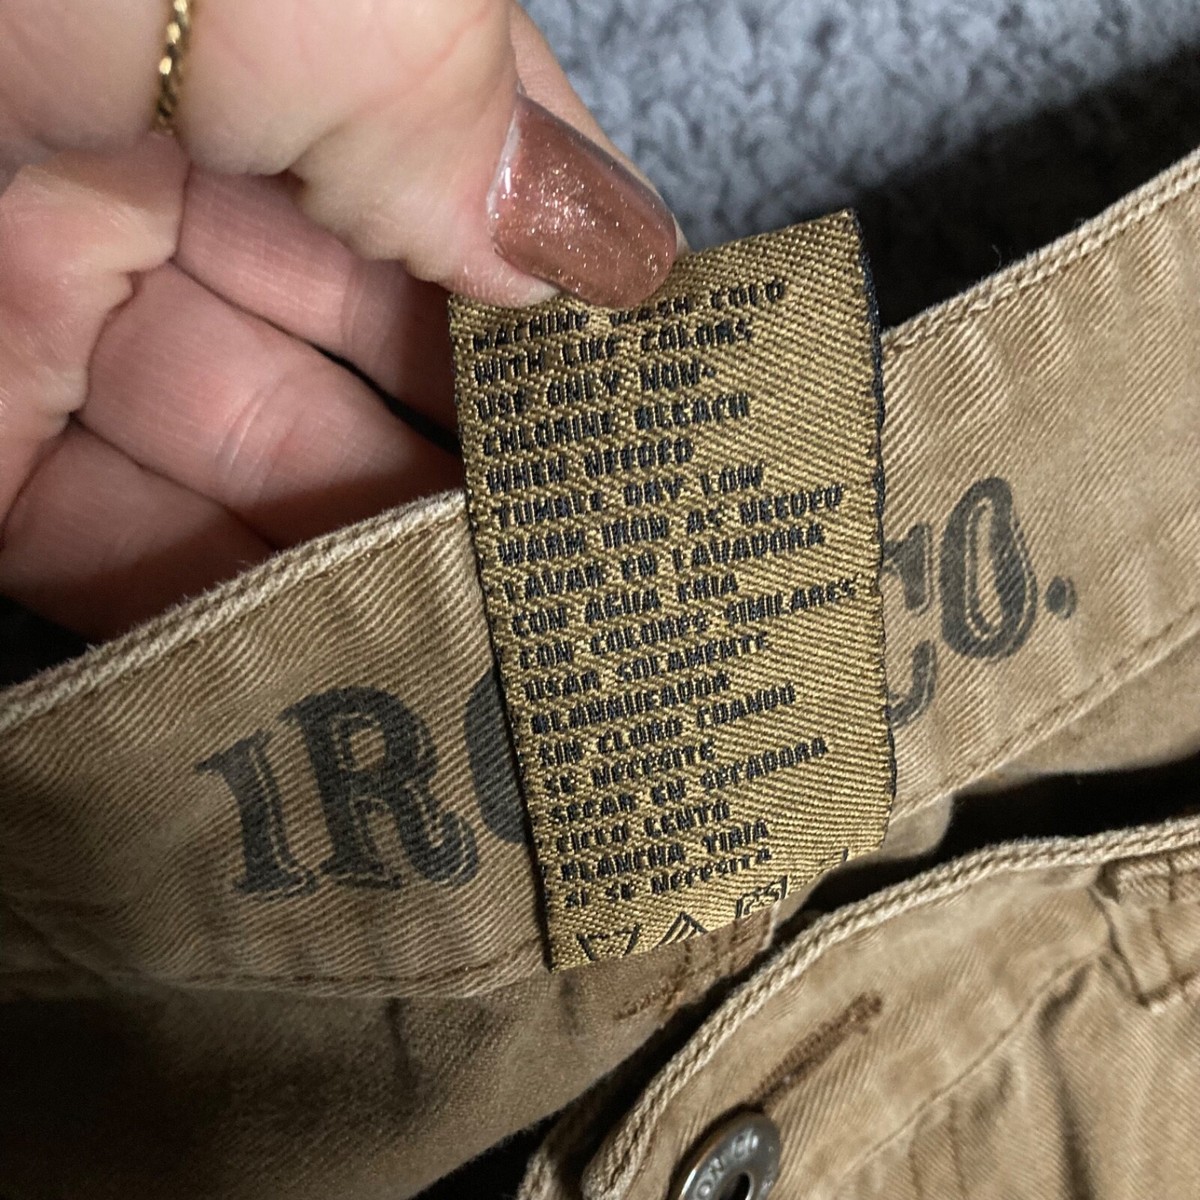 MACHINE WASH COLD
WITH LIKE COLORS
USE ONLY NON-
CHLORINE BLEACH
WHEN NEEDED
TUMBLE DRY LOW
WARM IRON AS NEEDED
LAVAR EN LAVADORA
CON AGUA FRIA
CON COLORES SIMILARES
USAR SOLAMENTE
BLANQUEADOR
SIN CLORO CUANDO
SE NECESITE
SECAR EN SECADORA
CICLO LENTO
PLANCHA TIBIA
SI SE NECESITA
IRO CO.